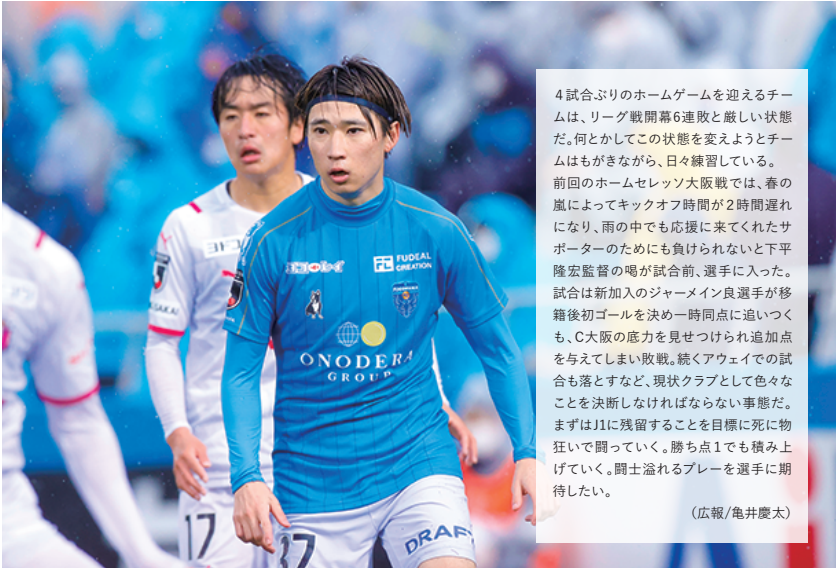 4試合ぶりのホームゲームを迎えるチー
ムは、リーグ戦開幕6連敗と厳しい状態
だ。何とかしてこの状態を変えようとチー
ムはもがきながら、日々練習している。
前回のホームセレッソ大阪戦では、春の
嵐によってキックオフ時間が2時間遅れ
になり、雨の中でも応援に来てくれたサ
ポーターのためにも負けられないと下平
隆宏監督の喝が試合前、選手に入った。
試合は新加入のジャーメイン良選手が移
籍後初ゴールを決め一時同点に追いつく
も、C大阪の底力を見せつけられ追加点
を与えてしまい敗戦。続くアウェイでの試
合も落とすなど、現状クラブとして色々な
ことを決断しなければならない事態だ。
まずはJ1に残留することを目標に死に物
狂いで闘っていく。勝ち点1でも積み上
げていく。闘士溢れるプレーを選手に期
待したい。
（広報/亀井慶太）
ヨドコウ
SAKAI
17
ヨコハマタイヤ
FC FUDEAL
CREATION
ONODERA
GROUP
37
DRAFT